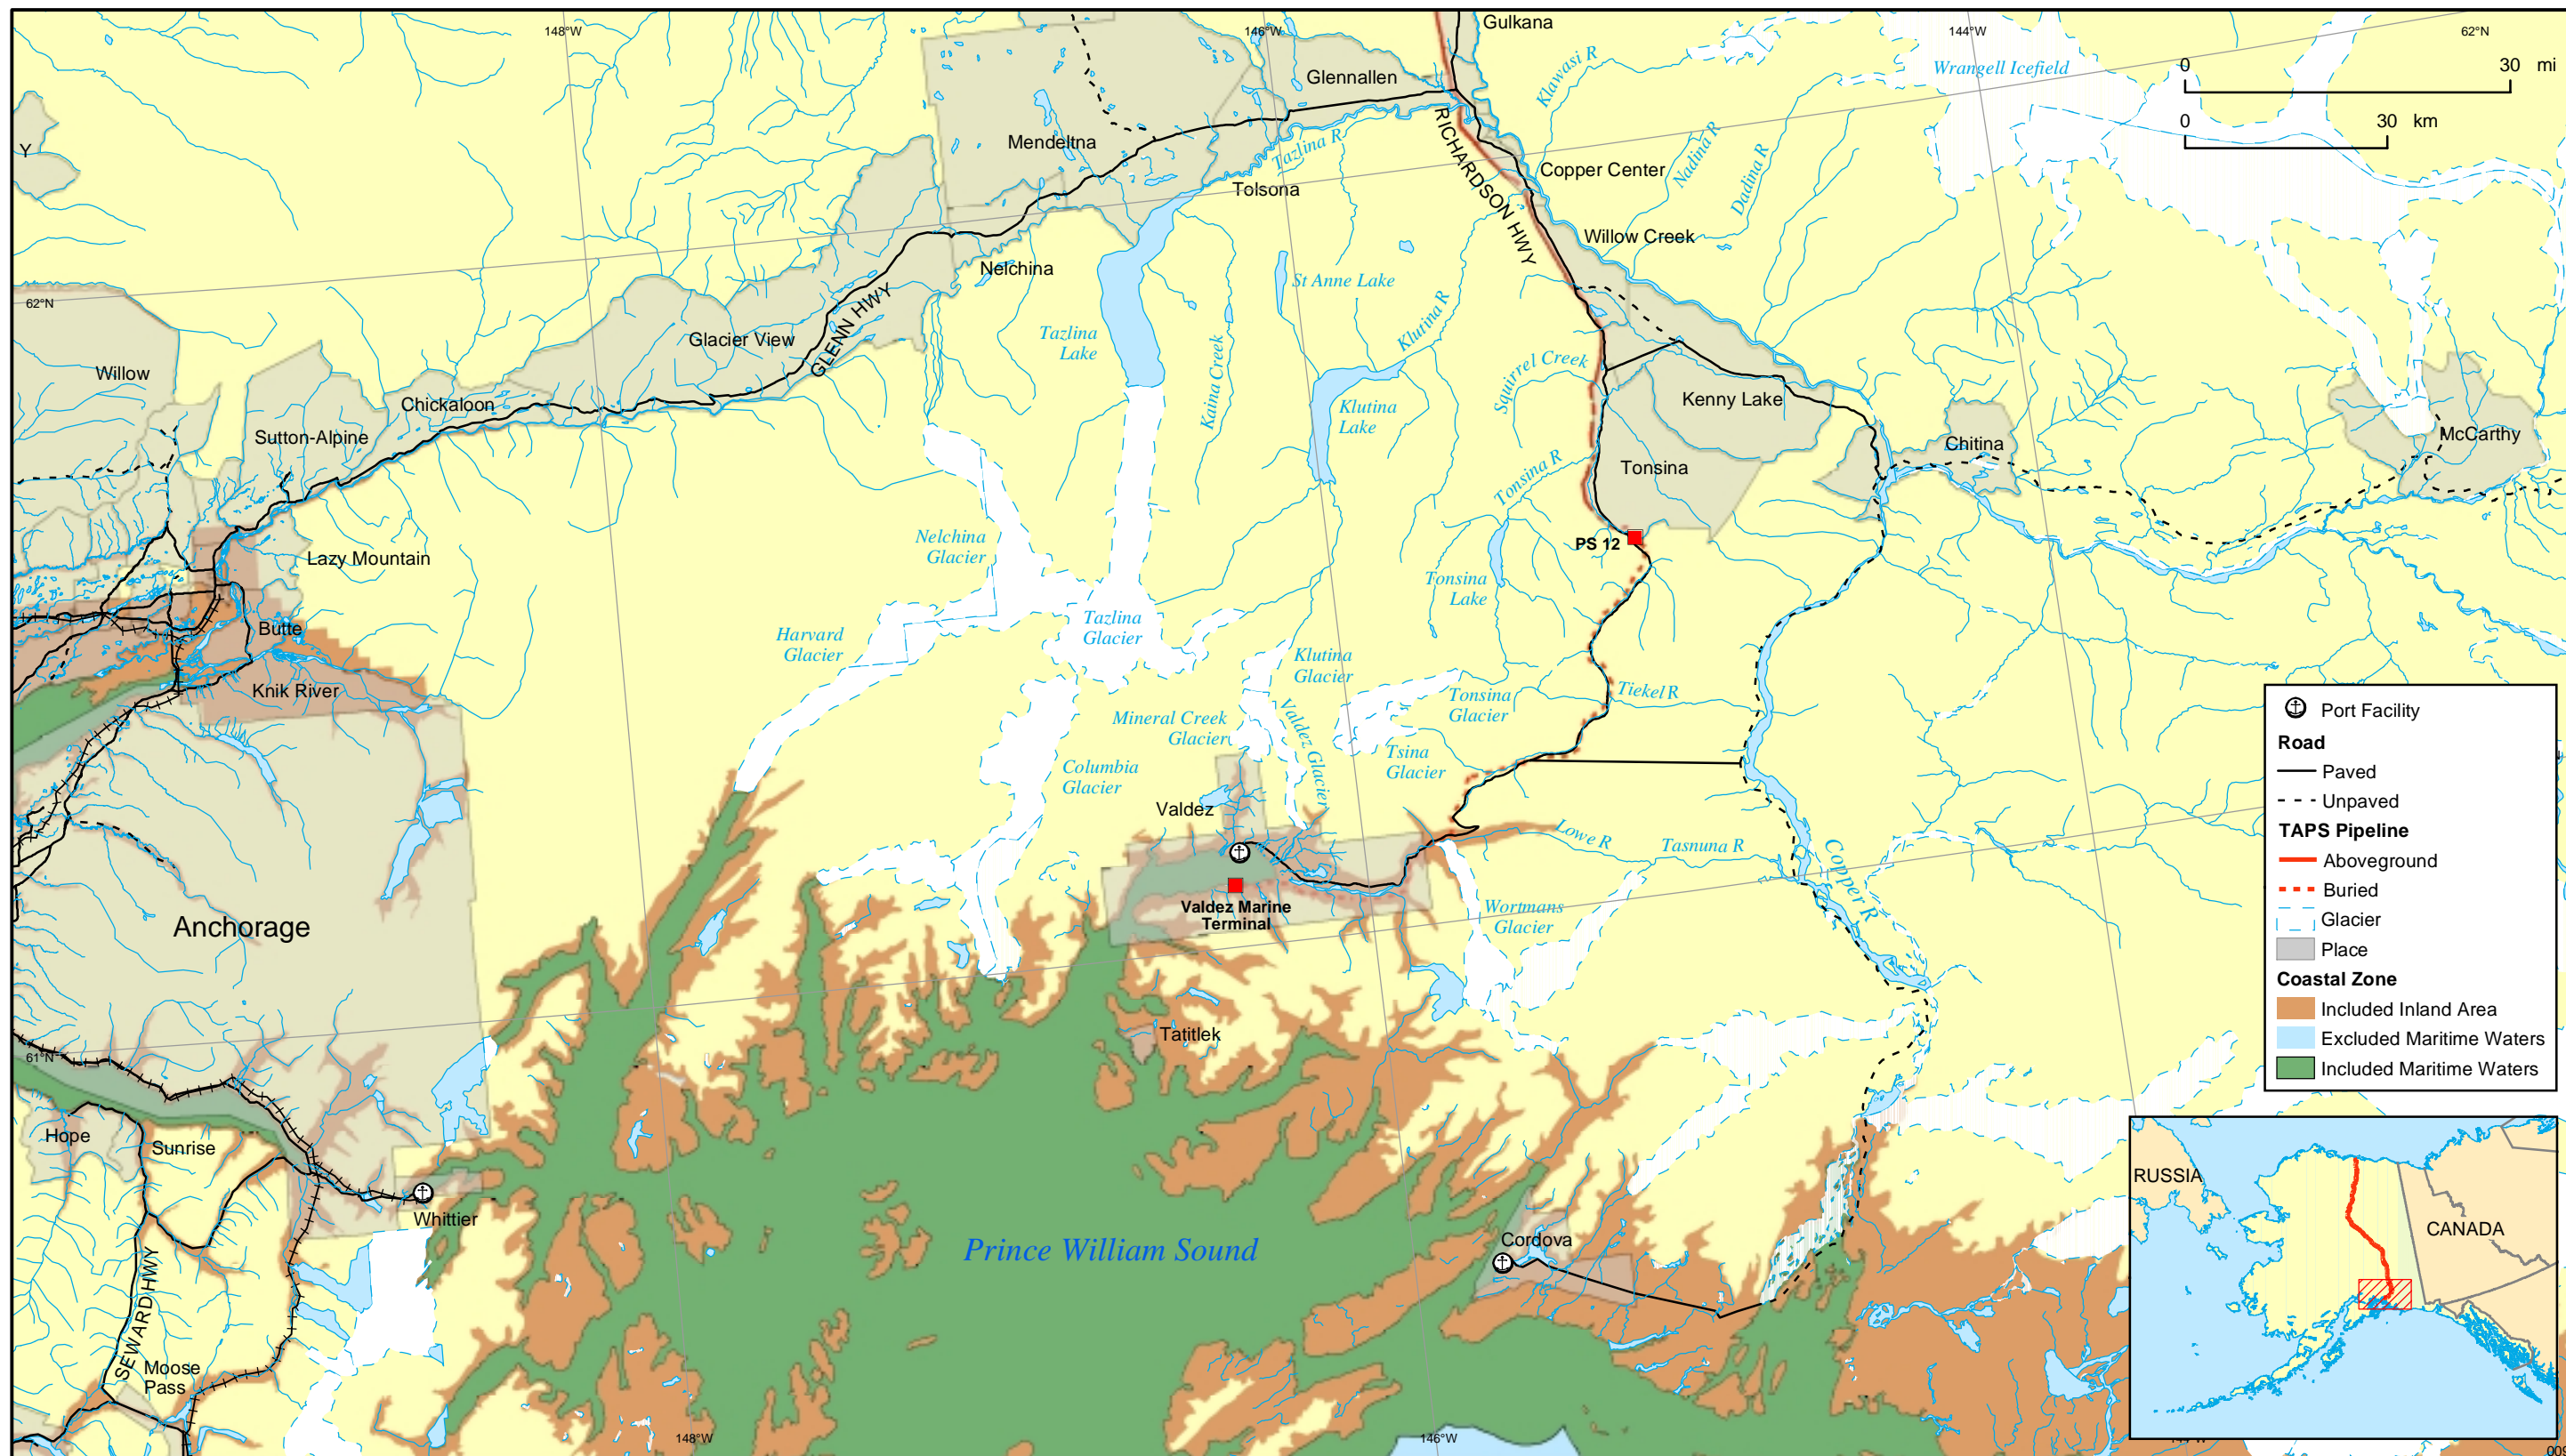 148°W
146°W
Gulkana
144°W
62°N
Glennallen
Klawasi R
Wrangell Icefield
0
30 mi
0
30 km
Y
Mendeltna
Tazlina R
RICHARDSON HWY
Copper Center
Nadina R
Dadina R
Tolsona
Willow Creek
Nelchina
St Anne Lake
62°N
Glacier View
GLENN HWY
Tazlina
Lake
Kaina Creek
Klutina R
Squirrel Creek
Willow
Chickaloon
Klutina
Lake
Kenny Lake
Sutton-Alpine
Chitina
McCarthy
Tonsina R
Tonsina
Nelchina
Glacier
PS 12
Lazy Mountain
Tonsina
Lake
Butte
Harvard
Glacier
Tazlina
Glacier
Klutina
Glacier
Knik River
Tonsina
Glacier
Tiekel R
Mineral Creek
Glacier
Valdez Glacier
Tsina
Glacier
Columbia
Glacier
Valdez
Lowe R
Tasnuna R
Copper R
Valdez Marine
Terminal
Wortmans
Glacier
Anchorage
Tatitlek
61°N
Hope
Sunrise
Whittier
Cordova
Prince William Sound
SEWARD HWY
Moose
Pass
148°W
146°W
Port Facility
Road
Paved
Unpaved
TAPS Pipeline
Aboveground
Buried
Glacier
Place
Coastal Zone
Included Inland Area
Excluded Maritime Waters
Included Maritime Waters
RUSSIA
CANADA